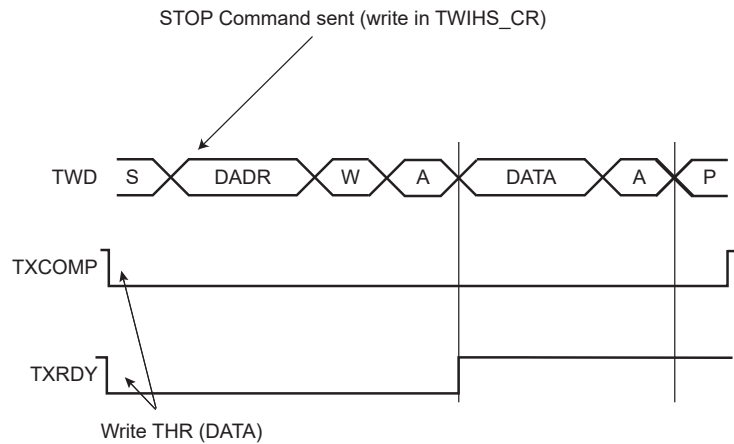 STOP Command sent (write in TWIHS_CR)
TWD S DADR W A DATA A P
TXCOMP
TXRDY
Write THR (DATA)